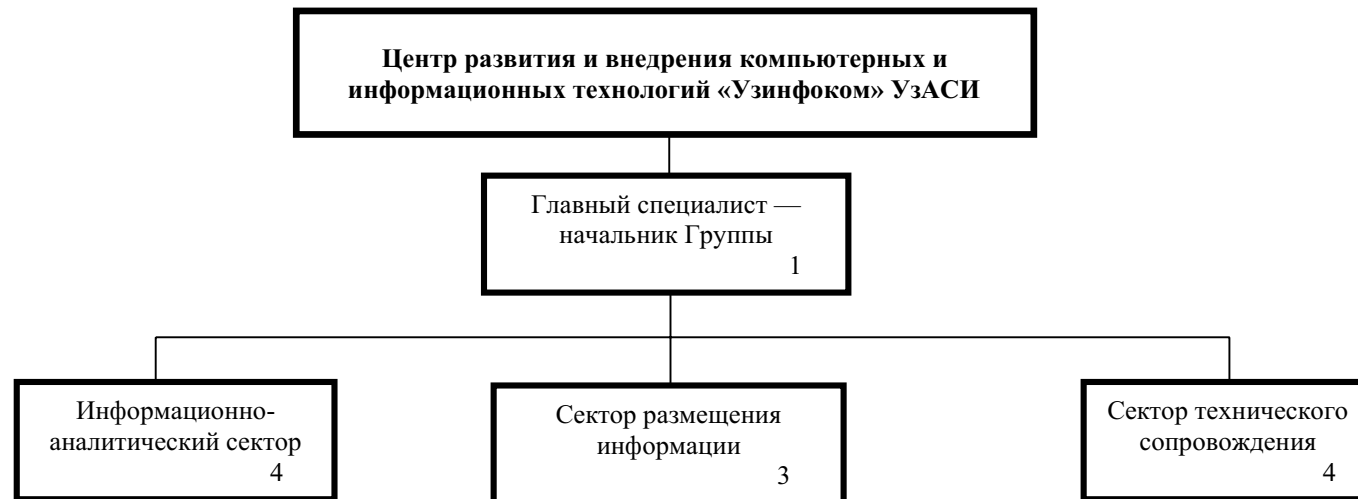 Центр развития и внедрения компьютерных и
информационных технологий «Узинфоком» УзАСИ
Главный специалист —
начальник Группы
1
Информационно-
аналитический сектор
4
Сектор размещения
информации
3
Сектор технического
сопровождения
4